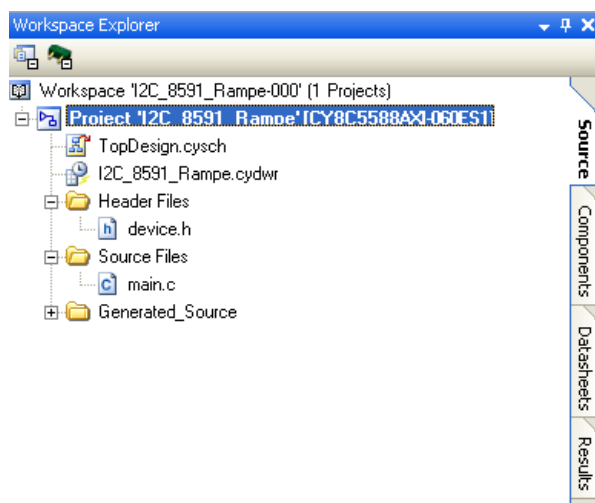 Workspace Explorer
Workspace 'I2C_8591_Rampe-000' (1 Projects)
Project 'I2C_8591_Rampe' [CY8C5588AXI-060ES1]
TopDesign.cysch
I2C_8591_Rampe.cydwr
Header Files
device.h
Source Files
main.c
Generated_Source
Source
Components
Datasheets
Results